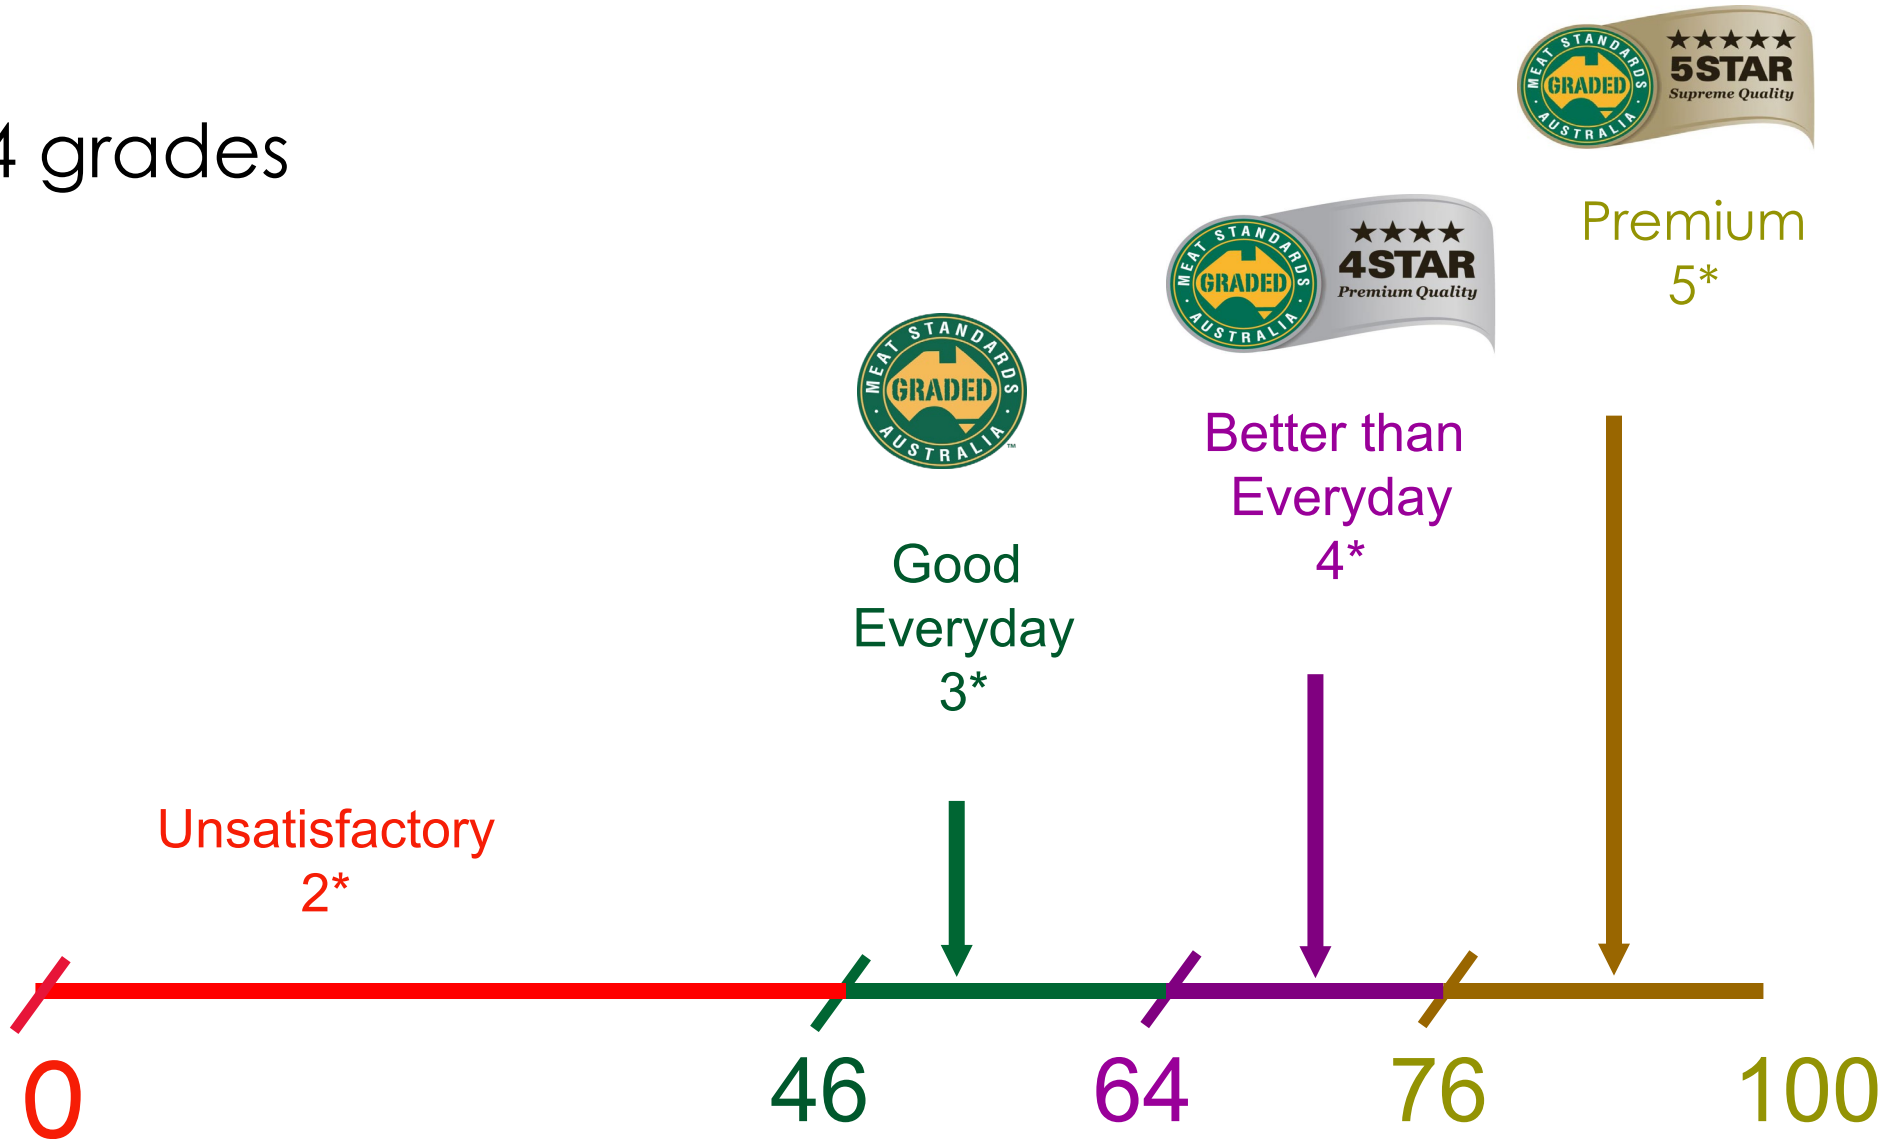 4 grades
★★★★★
5STAR
Supreme Quality
MEAT STANDARDS
GRADED
AUSTRALIA
Premium
5*
★★★★
4STAR
Premium Quality
MEAT STANDARDS
GRADED
AUSTRALIA
Better than
Everyday
4*
MEAT STANDARDS
GRADED
AUSTRALIA
™
Good
Everyday
3*
Unsatisfactory
2*
0
46
64
76
100